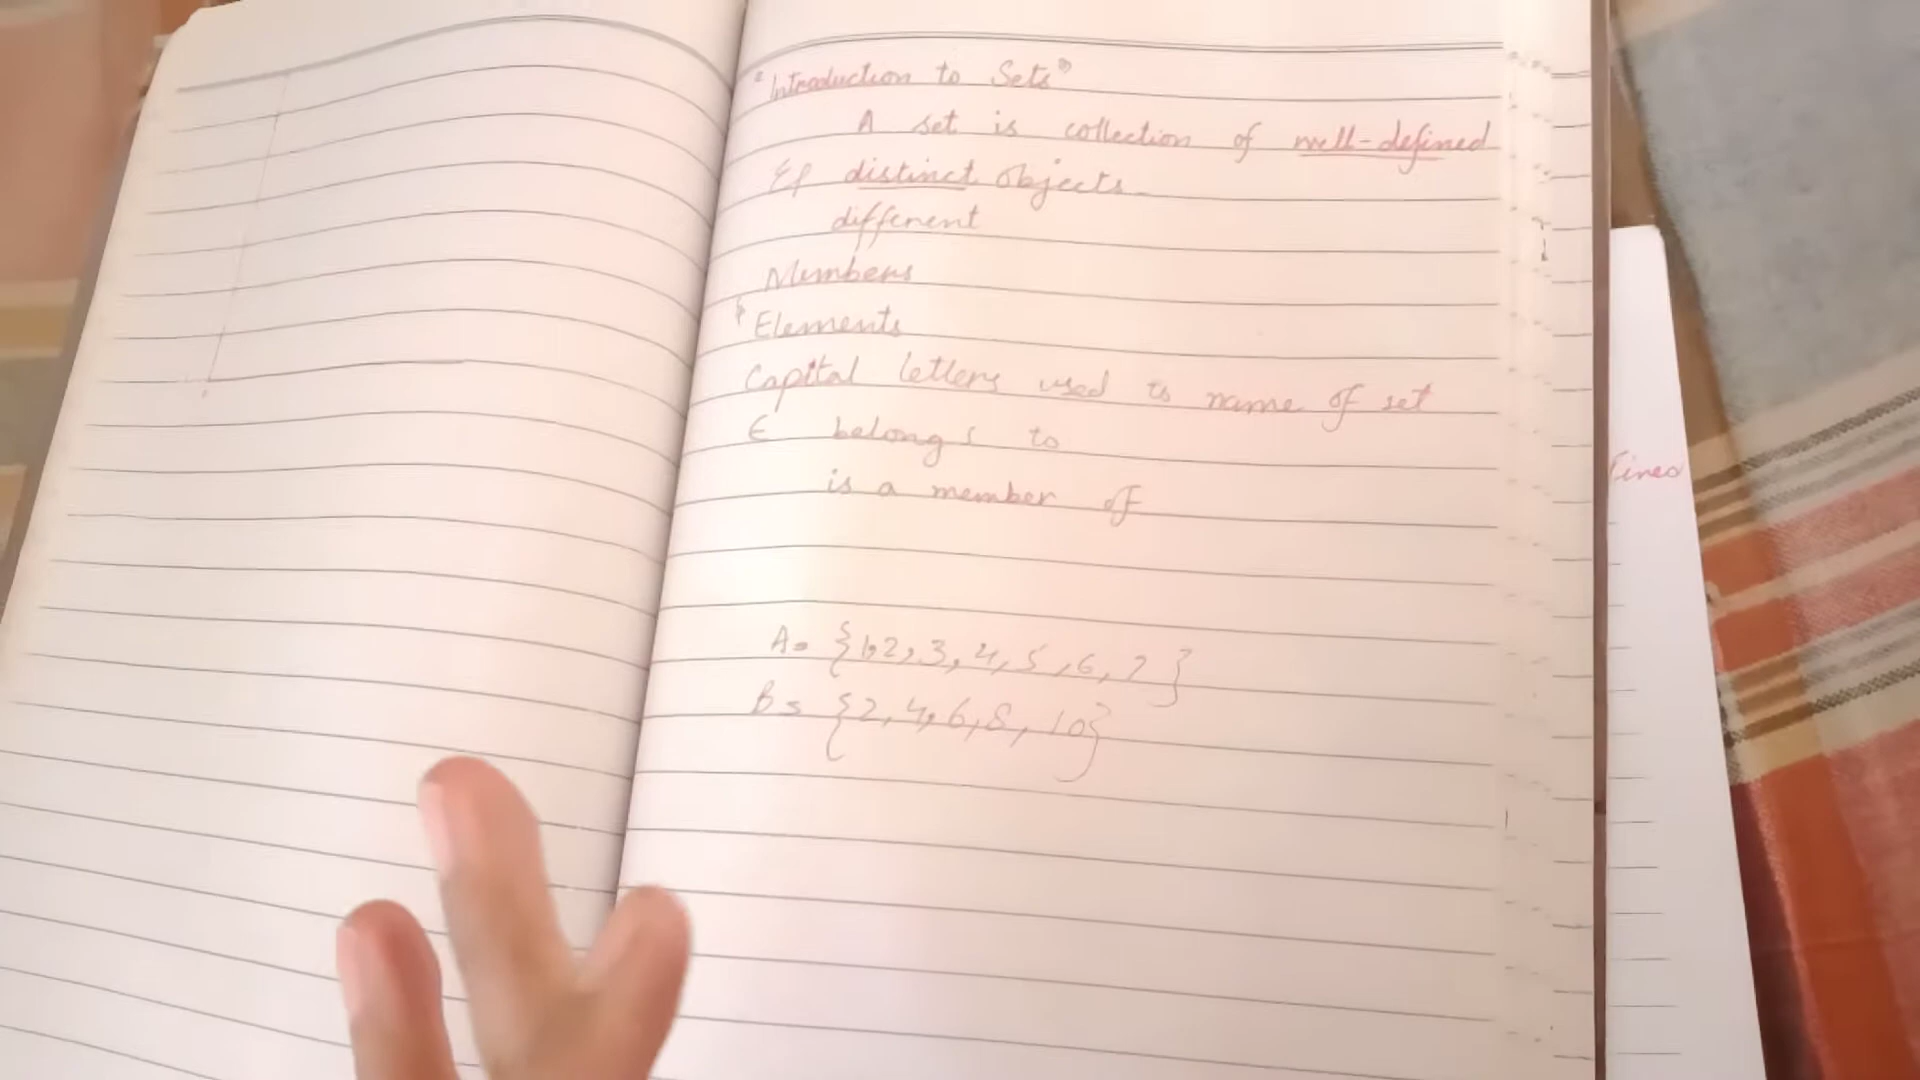 "Introduction to Sets"
A set is collection of well-defined
& distinct objects.
different
Members
Elements
Capital letters used to name of set
∈ belongs to
is a member of
A = {1,2,3,4,5,6,7}
B = {2,4,6,8,10}